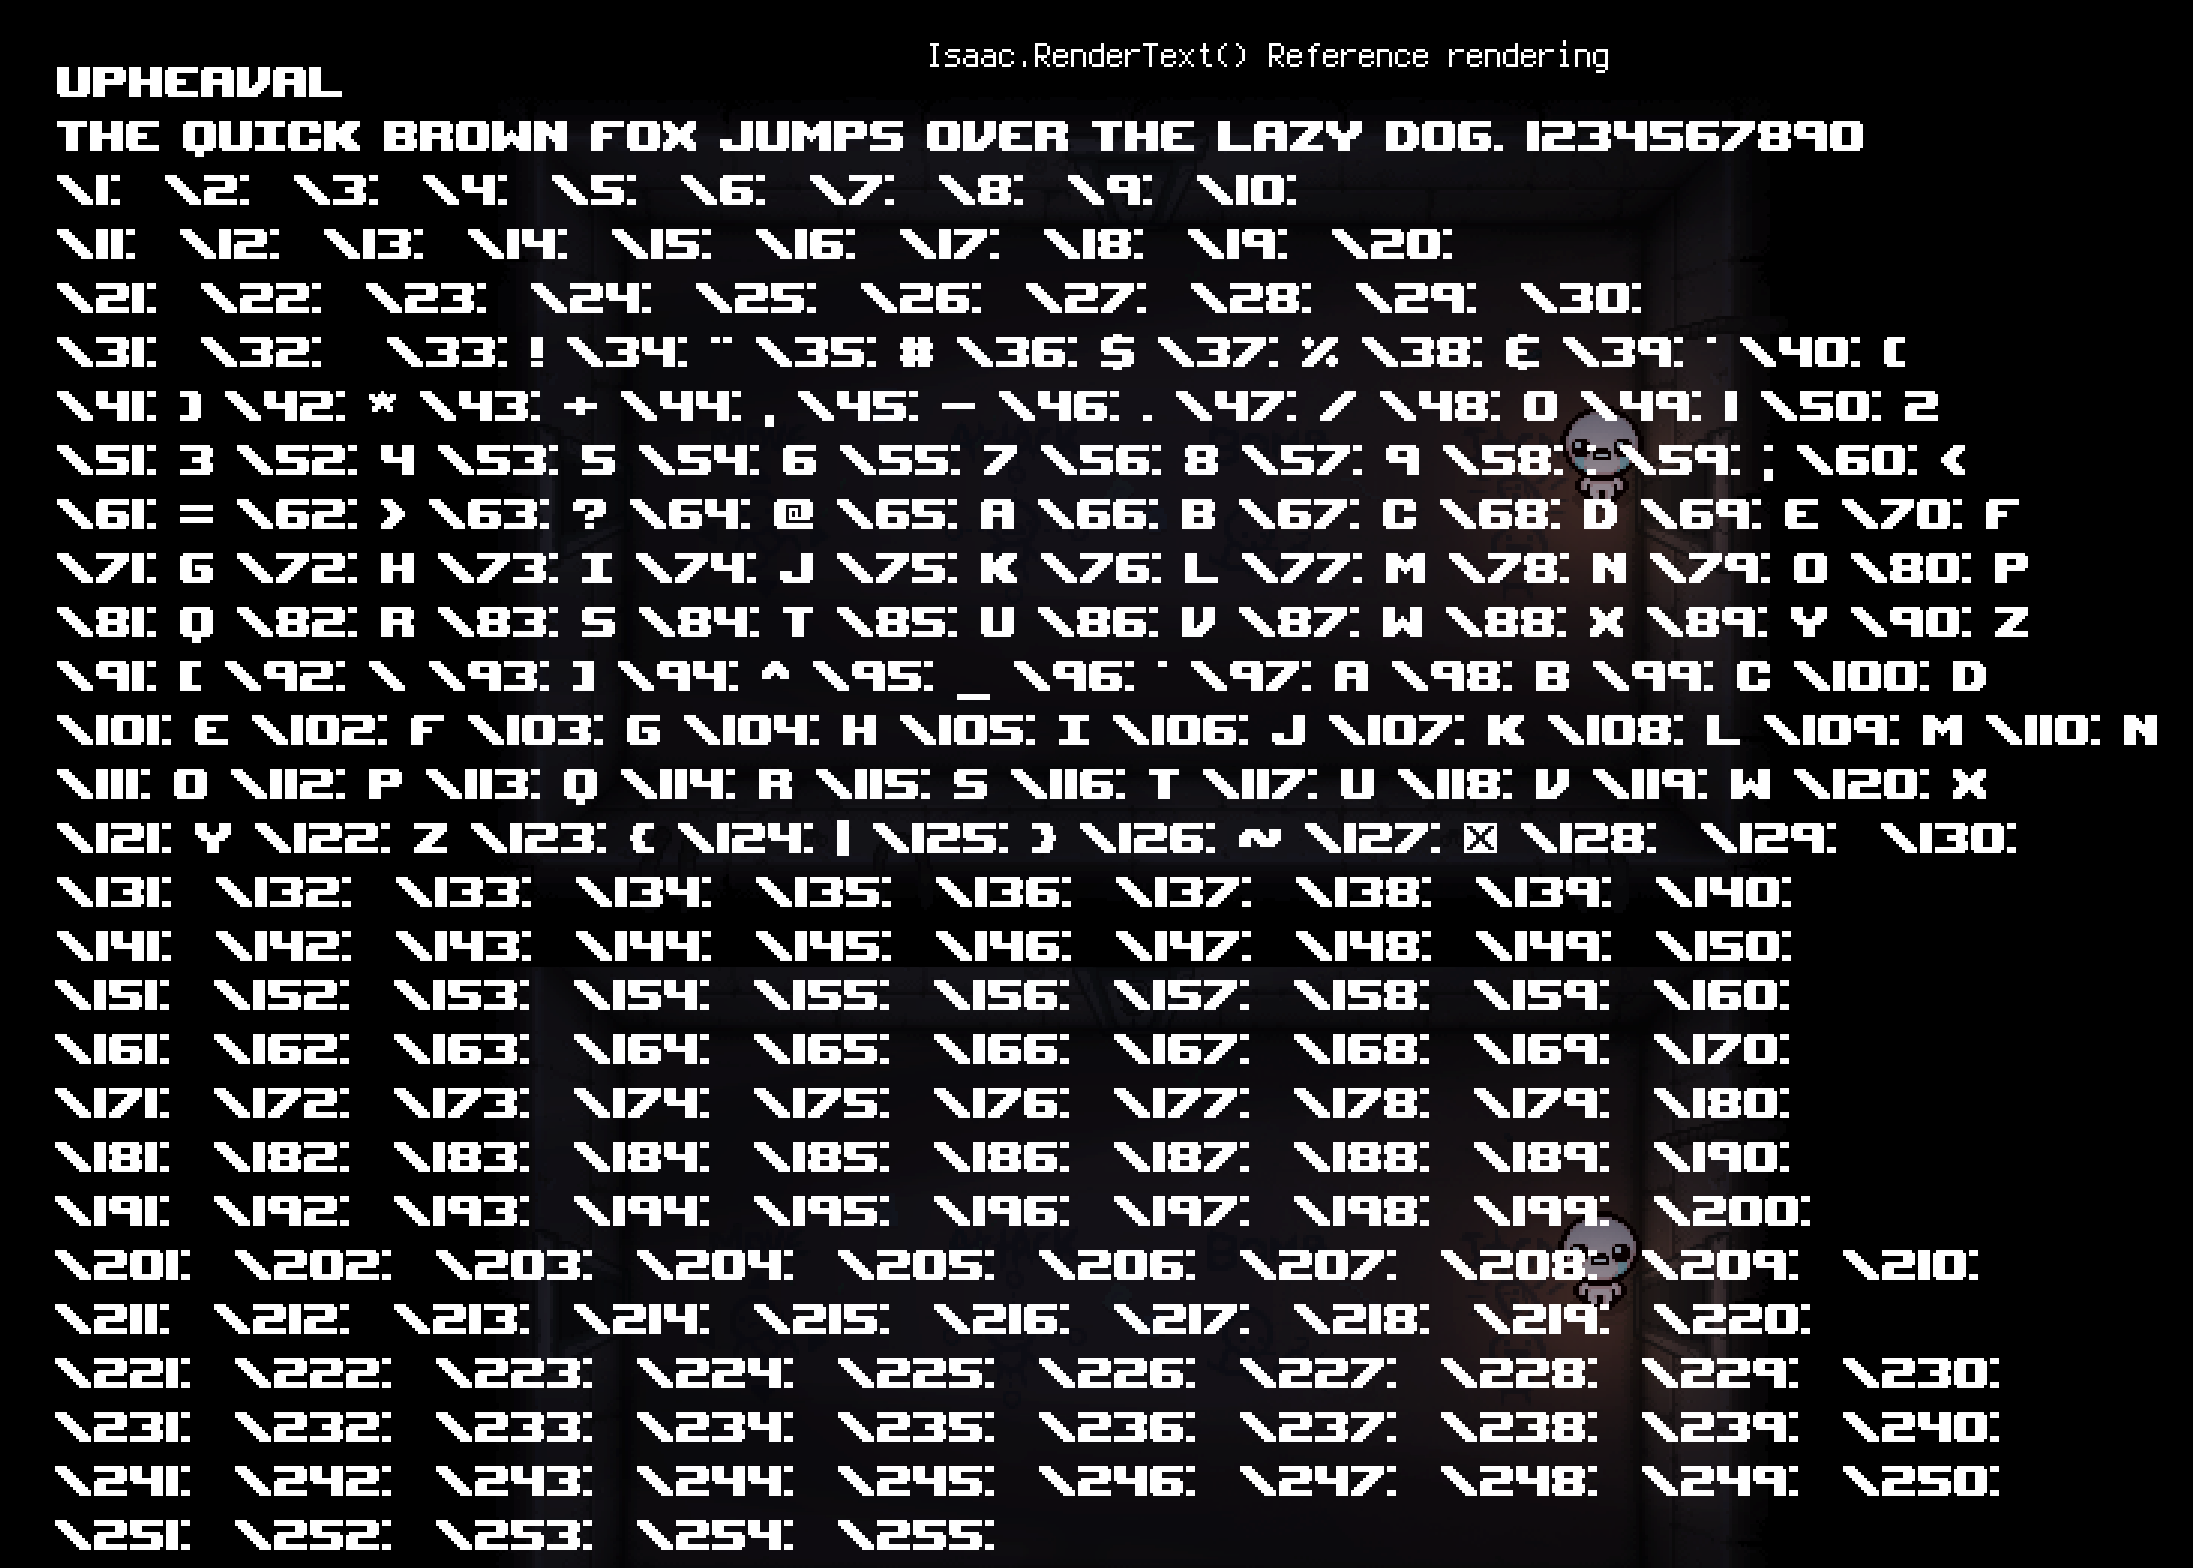 Isaac.RenderText() Reference rendering
UPHEAVAL
THE QUICK BROWN FOX JUMPS OVER THE LAZY DOG. 1234567890
\1: \2: \3: \4: \5: \6: \7: \8: \9: \10:
\11: \12: \13: \14: \15: \16: \17: \18: \19: \20:
\21: \22: \23: \24: \25: \26: \27: \28: \29: \30:
\31: \32:   \33: ! \34: ¨ \35: # \36: $ \37: % \38: & \39: ' \40: (
\41: ) \42: * \43: + \44: , \45: - \46: . \47: / \48: 0 \49: 1 \50: 2
\51: 3 \52: 4 \53: 5 \54: 6 \55: 7 \56: 8 \57: 9 \58: : \59: ; \60: <
\61: = \62: > \63: ? \64: @ \65: A \66: B \67: C \68: D \69: E \70: F
\71: G \72: H \73: I \74: J \75: K \76: L \77: M \78: N \79: O \80: P
\81: Q \82: R \83: S \84: T \85: U \86: V \87: W \88: X \89: Y \90: Z
\91: [ \92: \ \93: ] \94: ^ \95: _ \96: ` \97: A \98: B \99: C \100: D
\101: E \102: F \103: G \104: H \105: I \106: J \107: K \108: L \109: M \110: N
\111: O \112: P \113: Q \114: R \115: S \116: T \117: U \118: V \119: W \120: X
\121: Y \122: Z \123: { \124: | \125: } \126: ~ \127: ☒ \128: \129: \130:
\131: \132: \133: \134: \135: \136: \137: \138: \139: \140:
\141: \142: \143: \144: \145: \146: \147: \148: \149: \150:
\151: \152: \153: \154: \155: \156: \157: \158: \159: \160:
\161: \162: \163: \164: \165: \166: \167: \168: \169: \170:
\171: \172: \173: \174: \175: \176: \177: \178: \179: \180:
\181: \182: \183: \184: \185: \186: \187: \188: \189: \190:
\191: \192: \193: \194: \195: \196: \197: \198: \199: \200:
\201: \202: \203: \204: \205: \206: \207: \208: \209: \210:
\211: \212: \213: \214: \215: \216: \217: \218: \219: \220:
\221: \222: \223: \224: \225: \226: \227: \228: \229: \230:
\231: \232: \233: \234: \235: \236: \237: \238: \239: \240:
\241: \242: \243: \244: \245: \246: \247: \248: \249: \250:
\251: \252: \253: \254: \255: